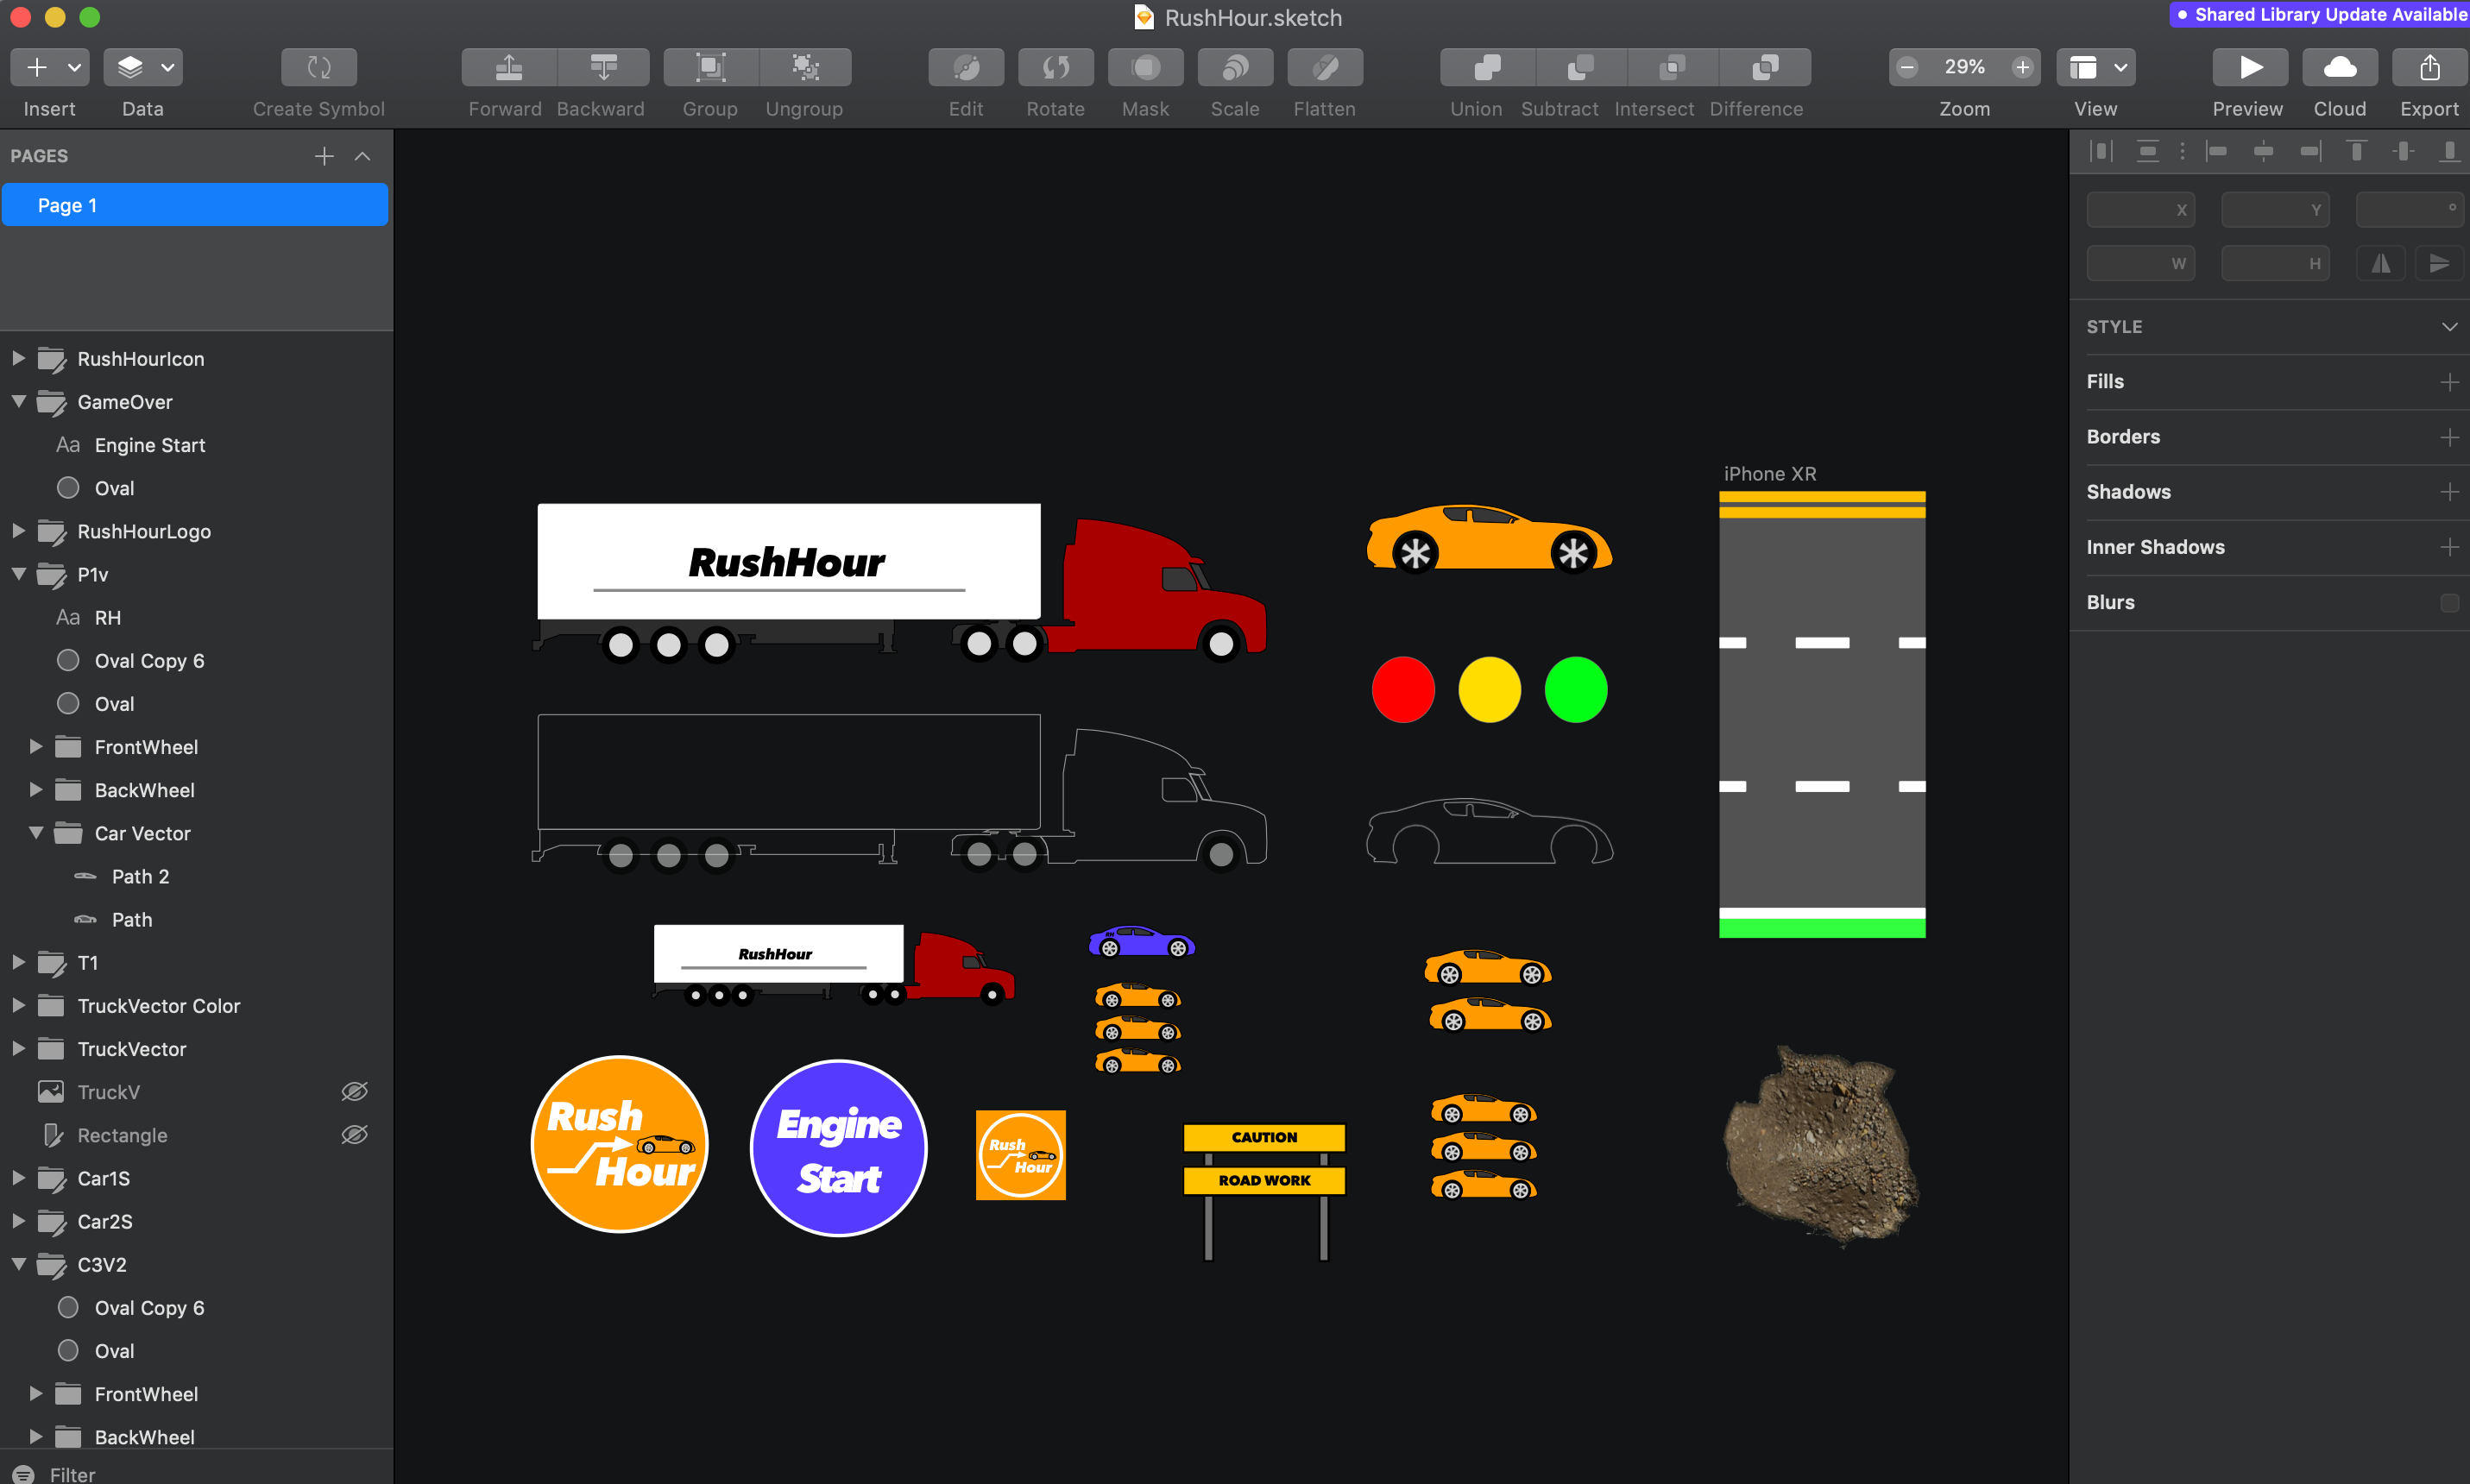 RushHour.sketch
Shared Library Update Available
29%
Insert
Data
Create Symbol
Forward
Backward
Group
Ungroup
Edit
Rotate
Mask
Scale
Flatten
Union
Subtract
Intersect
Difference
Zoom
View
Preview
Cloud
Export
PAGES
Page 1
RushHourIcon
GameOver
Aa Engine Start
Oval
RushHourLogo
P1v
Aa RH
Oval Copy 6
Oval
FrontWheel
BackWheel
Car Vector
Path 2
Path
T1
TruckVector Color
TruckVector
TruckV
Rectangle
Car1S
Car2S
C3V2
Oval Copy 6
Oval
FrontWheel
BackWheel
Filter
RushHour
iPhone XR
RushHour
RH
Rush
Hour
Engine
Start
Rush
Hour
CAUTION
ROAD WORK
X
Y
°
W
H
STYLE
Fills
Borders
Shadows
Inner Shadows
Blurs